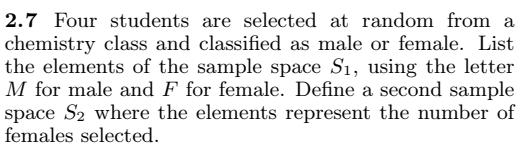 2.7 Four students are selected at random from a
chemistry class and classified as male or female. List
the elements of the sample space S₁, using the letter
M for male and F for female. Define a second sample
space S₂ where the elements represent the number of
females selected.